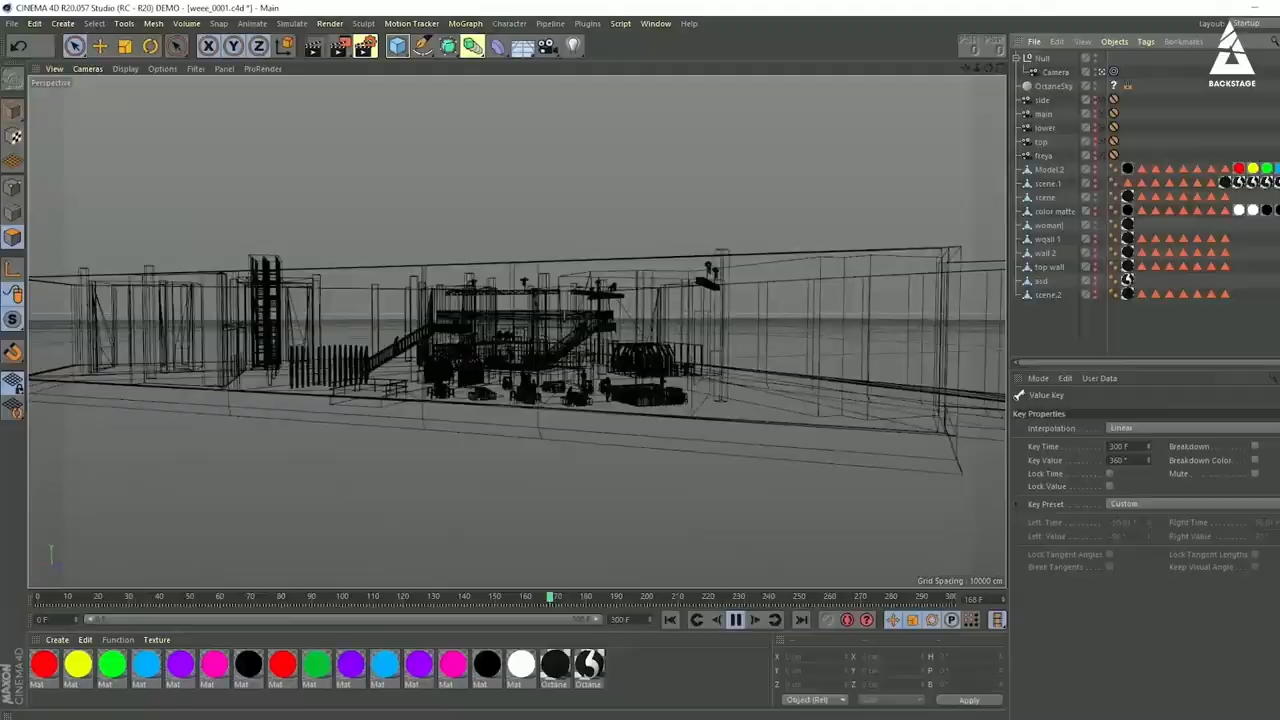 CINEMA 4D R20.057 Studio (RC - R20) DEMO - [weee_0001.c4d *] - Main
File Edit Create Select Tools Mesh Snap Animate Simulate Render Sculpt Motion Tracker MoGraph Character Pipeline Plugins Script Window Help
Layout: Startup
X Y Z
PSR
0
File Edit View Objects Tags Bookmarks
View Cameras Display Options Filter Panel ProRender
Perspective
BACKSTAGE
Null
Camera
OctaneSky
side
main
lower
top
freya
Model.2
scene.1
scene
color matte
woman
wqall 1
wall 2
top wall
asd
scene.2
Mode Edit User Data
Value Key
Key Properties
Interpolation Linear
Key Time 300 F Breakdown
Key Value 360 ° Breakdown Color
Lock Time Mute
Lock Value
Key Preset Custom
Left Time Right Time
Left Value Right Value
Lock Tangent Angles Lock Tangent Lengths
Break Tangents Keep Visual Angle
Grid Spacing : 10000 cm
0 10 20 30 40 50 60 70 80 90 100 110 120 130 140 150 160 70 180 190 200 210 220 230 240 250 260 270 280 290 300 168 F
0 F 300 F
Create Edit Function Texture
Mat Mat Mat Mat Mat Mat Mat Mat Mat Mat Mat Mat Mat Mat Mat Octane Octane
X X H
Y Y P
Z Z B
Object (Rel) Apply
MAXON
CINEMA 4D